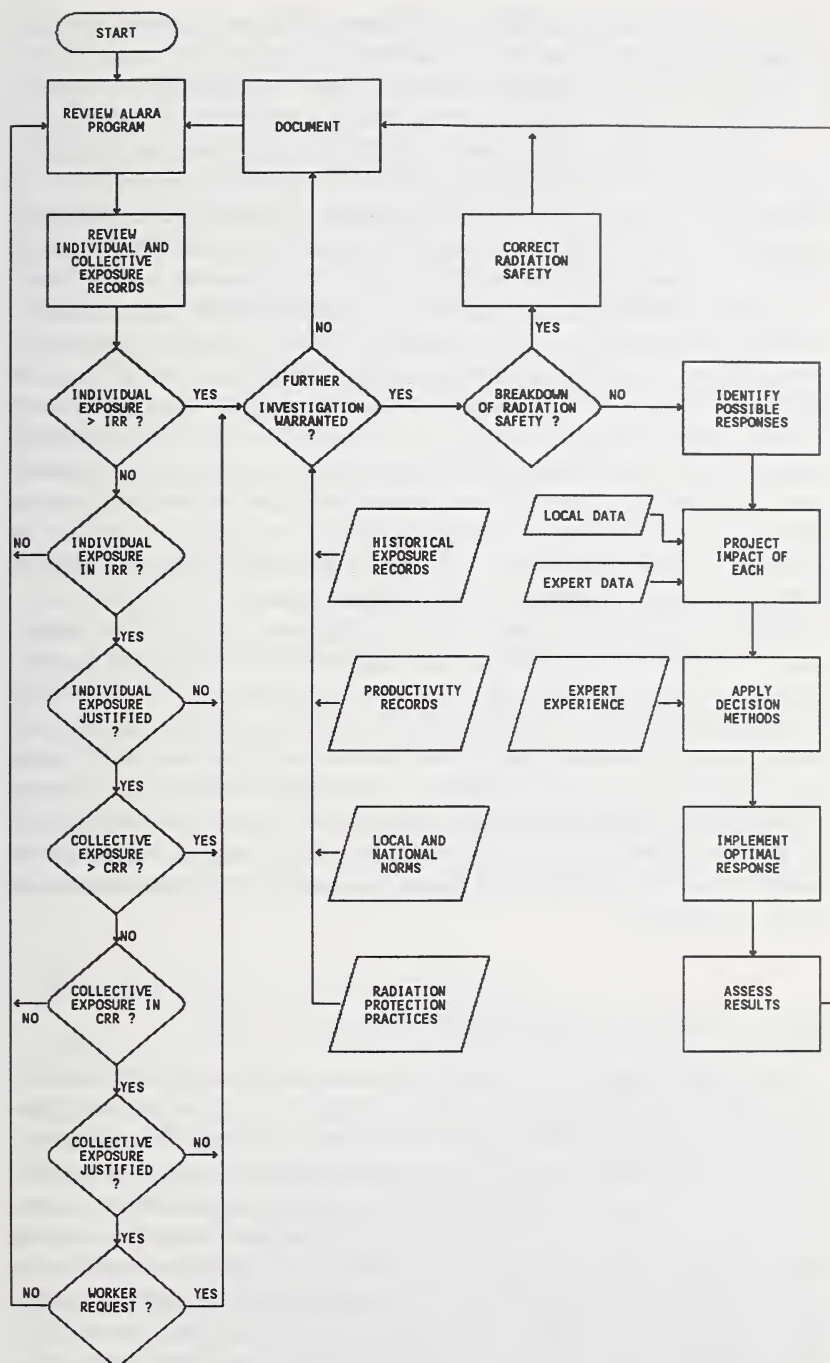 START
REVIEW ALARA
PROGRAM
DOCUMENT
REVIEW
INDIVIDUAL AND
COLLECTIVE
EXPOSURE
RECORDS
CORRECT
RADIATION
SAFETY
NO
YES
INDIVIDUAL
EXPOSURE
> IRR ?
YES
FURTHER
INVESTIGATION
WARRANTED
?
YES
BREAKDOWN
OF RADIATION
SAFETY ?
NO
IDENTIFY
POSSIBLE
RESPONSES
NO
NO
INDIVIDUAL
EXPOSURE
IN IRR ?
HISTORICAL
EXPOSURE
RECORDS
LOCAL DATA
EXPERT DATA
PROJECT
IMPACT OF
EACH
YES
INDIVIDUAL
EXPOSURE
JUSTIFIED
?
NO
PRODUCTIVITY
RECORDS
EXPERT
EXPERIENCE
APPLY
DECISION
METHODS
YES
COLLECTIVE
EXPOSURE
> CRR ?
YES
LOCAL AND
NATIONAL
NORMS
IMPLEMENT
OPTIMAL
RESPONSE
NO
NO
COLLECTIVE
EXPOSURE IN
CRR ?
RADIATION
PROTECTION
PRACTICES
ASSESS
RESULTS
YES
COLLECTIVE
EXPOSURE
JUSTIFIED
?
NO
YES
NO
WORKER
REQUEST ?
YES